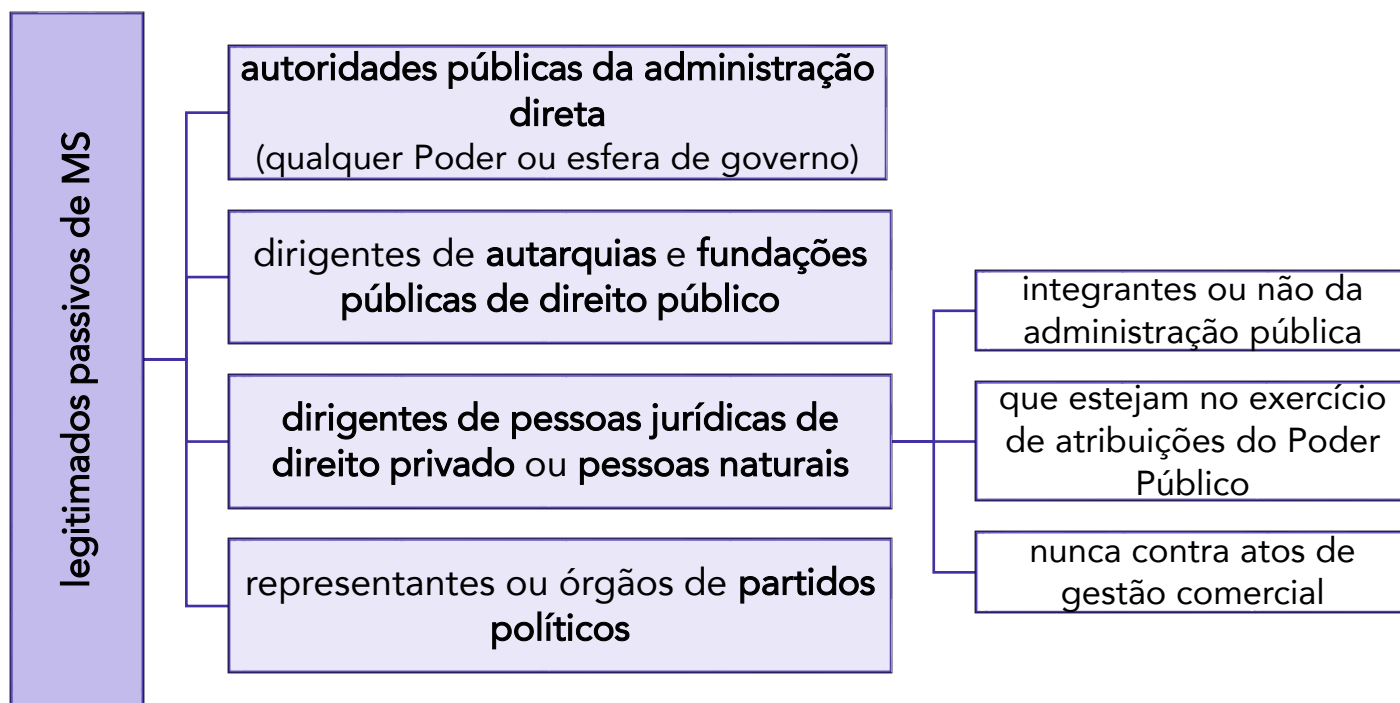 legitimados passivos de MS
autoridades públicas da administração
direta
(qualquer Poder ou esfera de governo)
dirigentes de autarquias e fundações
públicas de direito público
dirigentes de pessoas jurídicas de
direito privado ou pessoas naturais
integrantes ou não da
administração pública
que estejam no exercício
de atribuições do Poder
Público
nunca contra atos de
gestão comercial
representantes ou órgãos de partidos
políticos